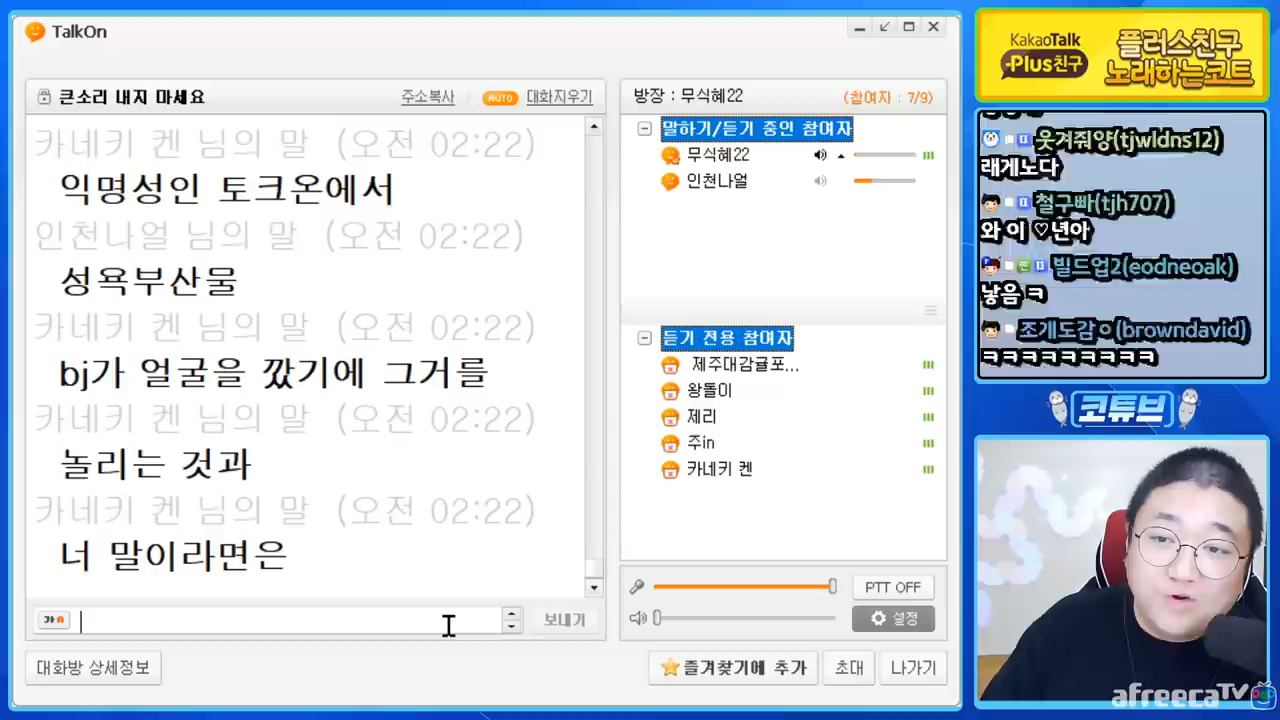 TalkOn
큰소리 내지 마세요
주소복사
AUTO
대화지우기
카네키 켄 님의 말 (오전 02:22)
익명성인 토크온에서
인천나얼 님의 말 (오전 02:22)
성욕부산물
카네키 켄 님의 말 (오전 02:22)
bj가 얼굴을 깠기에 그거를
카네키 켄 님의 말 (오전 02:22)
놀리는 것과
카네키 켄 님의 말 (오전 02:22)
너 말이라면은
가
보내기
대화방 상세정보
방장 : 무식혜22
(참여자 : 7/9)
말하기/듣기 중인 참여자
무식혜22
인천나얼
듣기 전용 참여자
제주대감귤포...
왕돌이
제리
주in
카네키 켄
PTT OFF
설정
즐겨찾기에 추가
초대
나가기
KakaoTalk
Plus친구
플러스친구
노래하는코트
웃겨줘양(tjwldns12)
래게노다
철구빠(tjh707)
와 이 ♡년아
빌드업2(eodneoak)
낳음 ㅋ
조개도감ㅇ(browndavid)
ㅋㅋㅋㅋㅋㅋㅋㅋㅋ
코튜브
afreecaTV